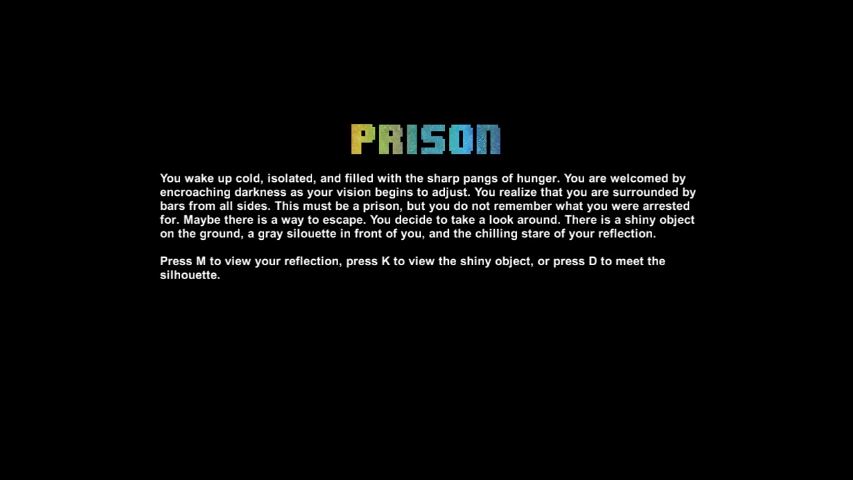 PRISON
You wake up cold, isolated, and filled with the sharp pangs of hunger. You are welcomed by
encroaching darkness as your vision begins to adjust. You realize that you are surrounded by
bars from all sides. This must be a prison, but you do not remember what you were arrested
for. Maybe there is a way to escape. You decide to take a look around. There is a shiny object
on the ground, a gray silouette in front of you, and the chilling stare of your reflection.
Press M to view your reflection, press K to view the shiny object, or press D to meet the
silhouette.